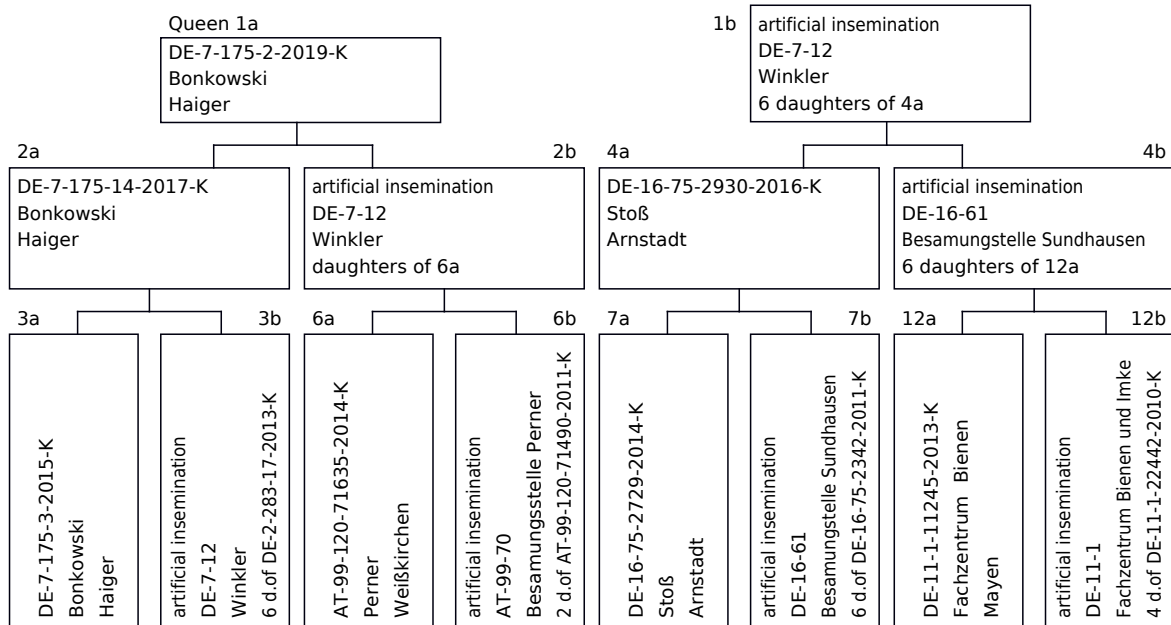 Queen 1a
DE-7-175-2-2019-K
Bonkowski
Haiger
1b
artificial insemination
DE-7-12
Winkler
6 daughters of 4a
2a
DE-7-175-14-2017-K
Bonkowski
Haiger
2b
artificial insemination
DE-7-12
Winkler
daughters of 6a
4a
DE-16-75-2930-2016-K
Stoß
Arnstadt
4b
artificial insemination
DE-16-61
Besamungstelle Sundhausen
6 daughters of 12a
3a
DE-7-175-3-2015-K
Bonkowski
Haiger
3b
artificial insemination
DE-7-12
Winkler
6 d.of DE-2-283-17-2013-K
6a
AT-99-120-71635-2014-K
Perner
Weißkirchen
6b
artificial insemination
AT-99-70
Besamungsstelle Perner
2 d.of AT-99-120-71490-2011-K
7a
DE-16-75-2729-2014-K
Stoß
Arnstadt
7b
artificial insemination
DE-16-61
Besamungstelle Sundhausen
6 d.of DE-16-75-2342-2011-K
12a
DE-11-1-11245-2013-K
Fachzentrum Bienen
Mayen
12b
artificial insemination
DE-11-1
Fachzentrum Bienen und Imke
4 d.of DE-11-1-22442-2010-K